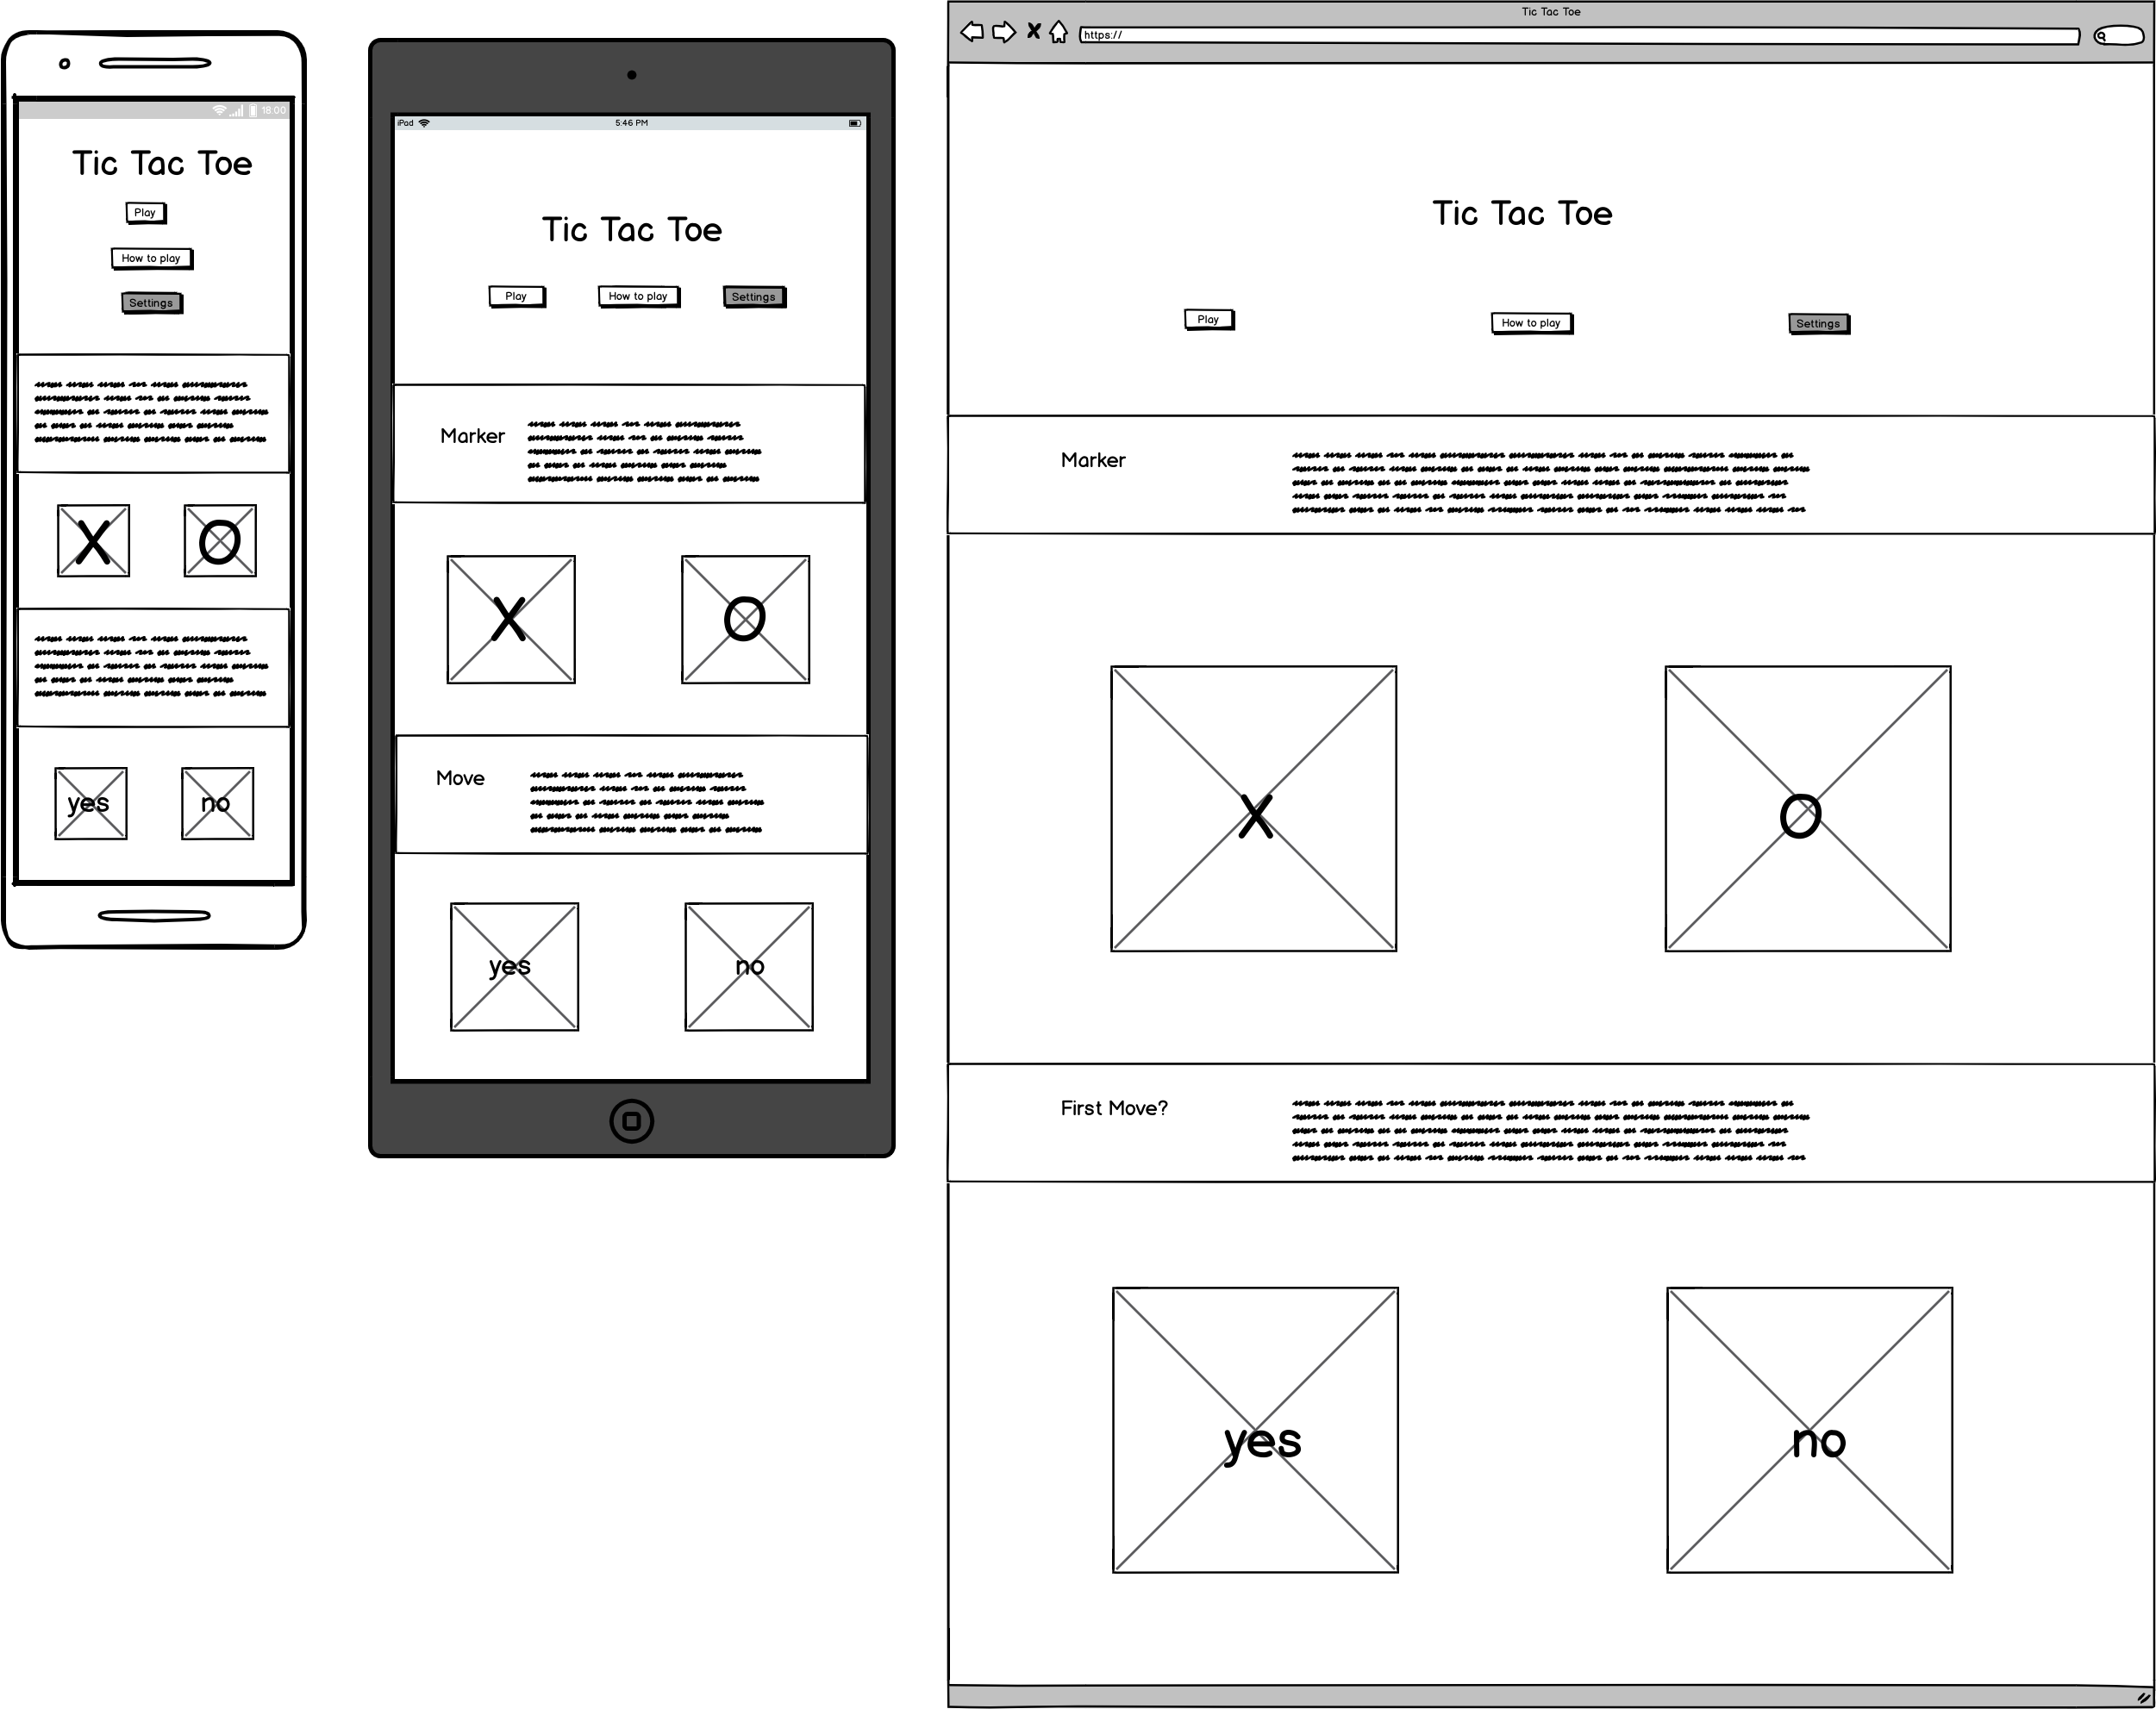 18:00
Tic Tac Toe
Play
How to play
Settings
X O
yes no
iPad 5:46 PM
Tic Tac Toe
Play How to play Settings
Marker
X O
Move
yes no
Tic Tac Toe
https://
Tic Tac Toe
Play How to play Settings
Marker
X O
First Move?
yes no